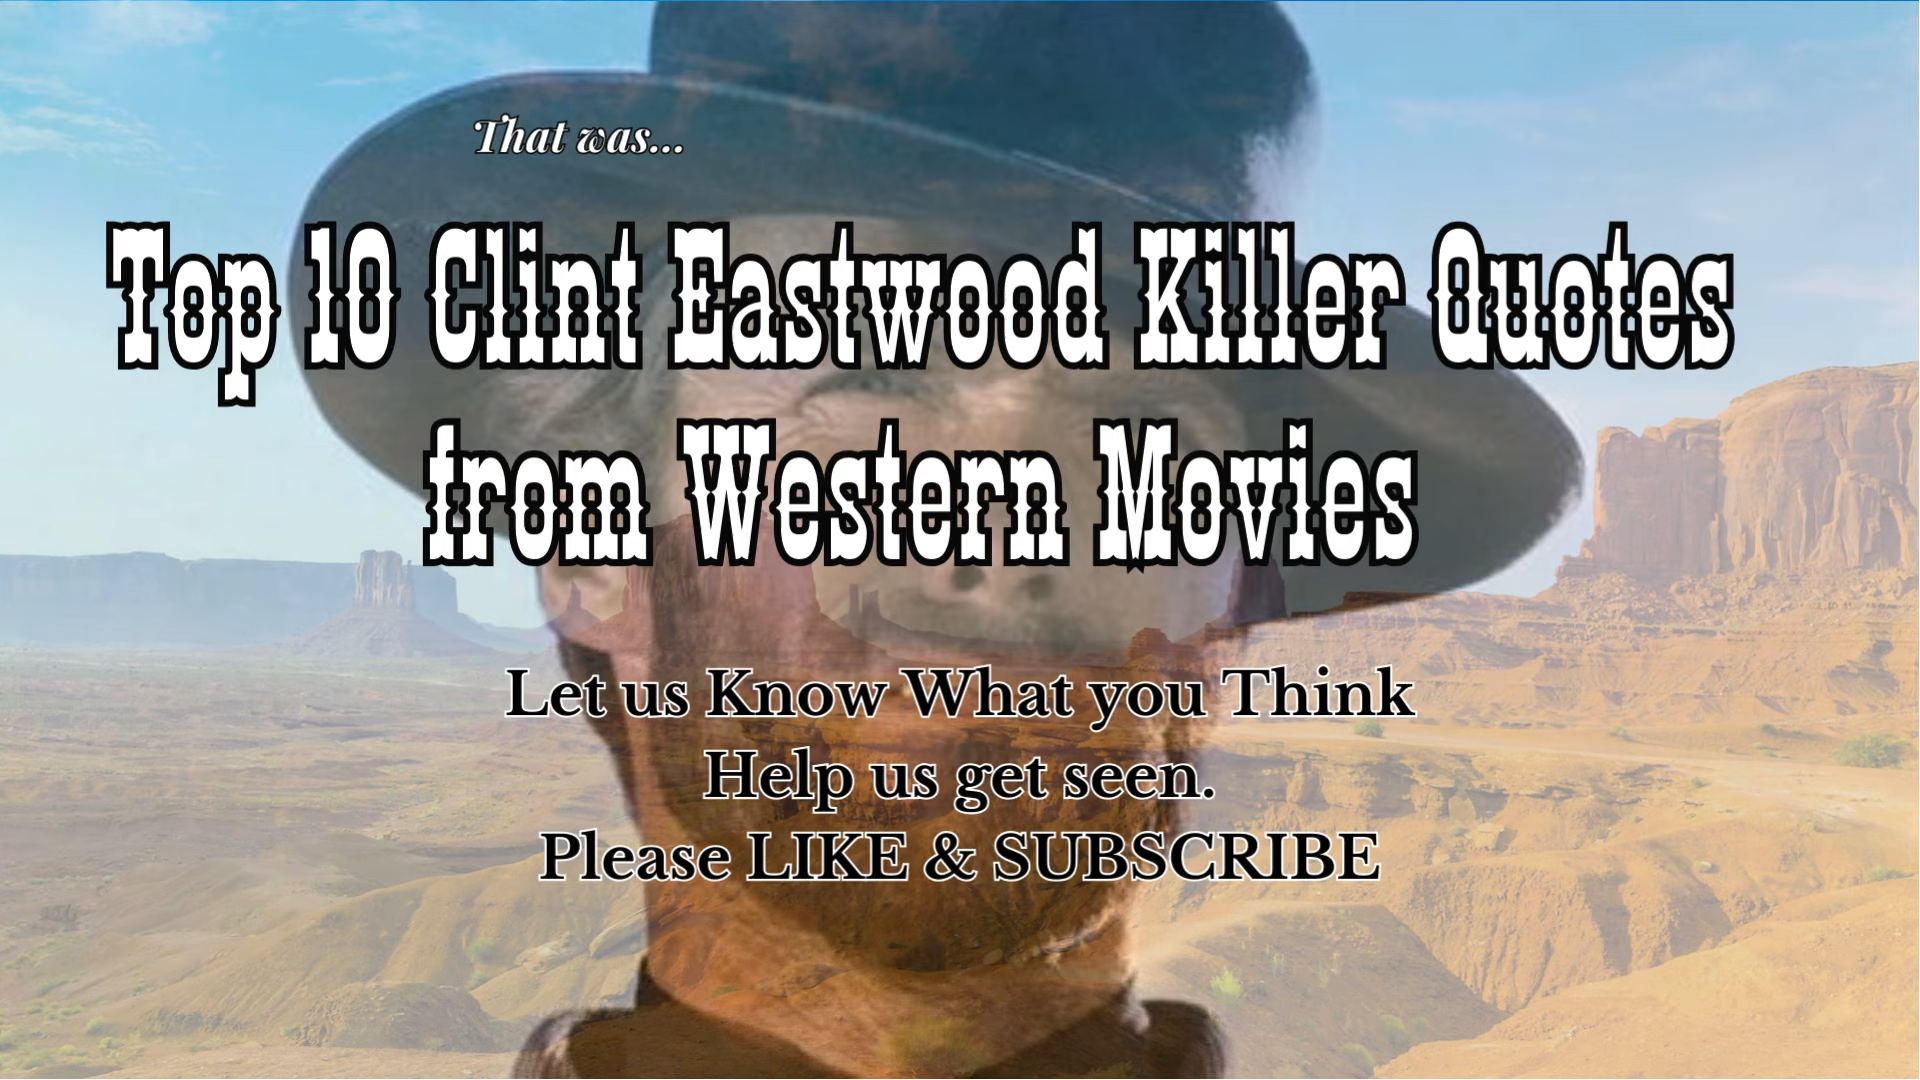 That was...
Top 10 Clint Eastwood Killer Quotes
from Western Movies
Let us Know What you Think
Help us get seen.
Please LIKE & SUBSCRIBE